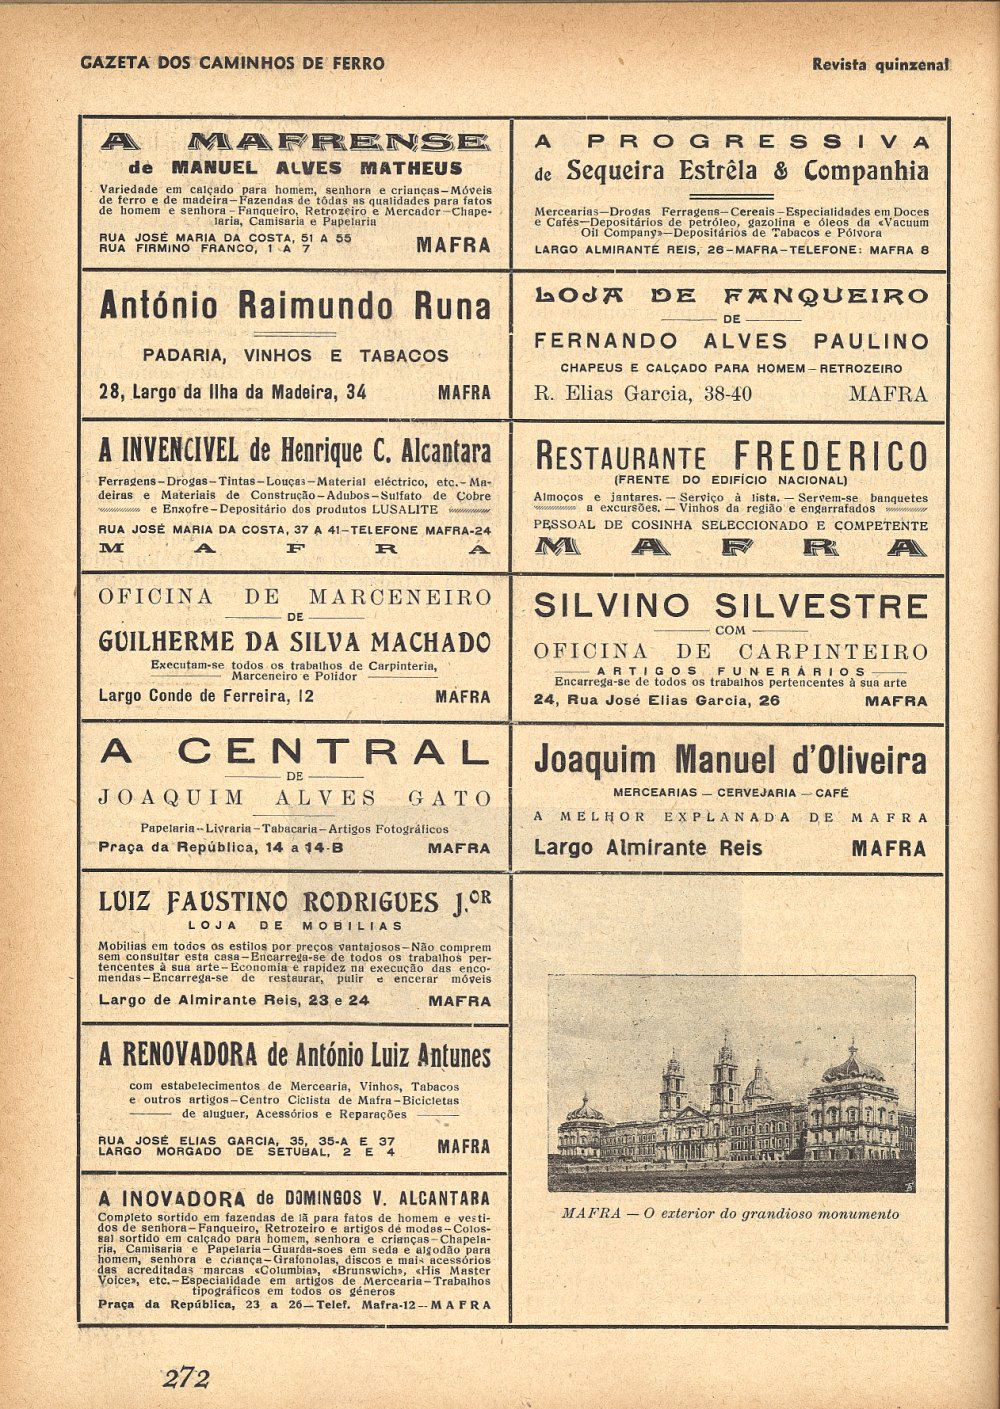 GAZETA DOS CAMINHOS DE FERRO
Revista quinzenal
A MAFRENSE
de MANUEL ALVES MATHEUS
Variedade em calçado para homem, senhora e crianças—Móveis
de ferro e de madeira—Fazendas de tôdas as qualidades para fatos
de homem e senhora—Fanqueiro, Retrozeiro e Mercador—Chape-
laria, Camisaria e Papelaria
RUA JOSÉ MARIA DA COSTA, 51 A 55
RUA FIRMINO FRANCO, 1 A 7
MAFRA
António Raimundo Runa
PADARIA, VINHOS E TABACOS
28, Largo da Ilha da Madeira, 34 MAFRA
A INVENCIVEL de Henrique C. Alcantara
Ferragens—Drogas—Tintas—Louças—Material eléctrico, etc.—Ma-
deiras e Materiais de Construção—Adubos—Sulfato de Cobre
e Enxofre—Depositário dos produtos LUSALITE
RUA JOSÉ MARIA DA COSTA, 37 A 41—TELEFONE MAFRA-24
MAFRA
OFICINA DE MARCENEIRO
DE
GUILHERME DA SILVA MACHADO
Executam-se todos os trabalhos de Carpinteria,
Marceneiro e Polidor
Largo Conde de Ferreira, 12 MAFRA
A CENTRAL
DE
JOAQUIM ALVES GATO
Papelaria—Livraria—Tabacaria—Artigos Fotográficos
Praça da República, 14 a 14-B MAFRA
LUIZ FAUSTINO RODRIGUES J.OR
LOJA DE MOBILIAS
Mobilias em todos os estilos por preços vantajosos—Não comprem
sem consultar esta casa—Encarrega-se de todos os trabalhos per-
tencentes à sua arte—Economia e rapidez na execução das enco-
mendas—Encarrega-se de restaurar, pulir e encerar móveis
Largo de Almirante Reis, 23 e 24 MAFRA
A RENOVADORA de António Luiz Antunes
com estabelecimentos de Mercearia, Vinhos, Tabacos
e outros artigos—Centro Ciclista de Mafra—Bicicletas
de aluguer, Acessórios e Reparações
RUA JOSÉ ELIAS GARCIA, 35, 35-A E 37
LARGO MORGADO DE SETUBAL, 2 E 4
MAFRA
A INOVADORA de DOMINGOS V. ALCANTARA
Completo sortido em fazendas de lã para fatos de homem e vesti-
dos de senhora—Fanqueiro, Retrozeiro e artigos de modas—Colos-
sal sortido em calçado para homem, senhora e crianças—Chapela-
ria, Camisaria e Papelaria—Guarda-soes em seda e algodão para
homem, senhora e criança—Grafonolas, discos e mais acessórios
das acreditadas marcas «Columbia», «Brunswich», «His Master
Voice», etc.—Especialidade em artigos de Mercearia—Trabalhos
tipográficos em todos os géneros
Praça da República, 23 a 26—Telef. Mafra-12—MAFRA
A PROGRESSIVA
de Sequeira Estrêla & Companhia
Mercearias—Drogas Ferragens—Cereais—Especialidades em Doces
e Cafés—Depositários de petróleo, gazolina e óleos da «Vacuum
Oil Company»—Depositários de Tabacos e Pólvora
LARGO ALMIRANTE REIS, 26—MAFRA—TELEFONE: MAFRA 8
LOJA DE FANQUEIRO
DE
FERNANDO ALVES PAULINO
CHAPEUS E CALÇADO PARA HOMEM—RETROZEIRO
R. Elias Garcia, 38-40 MAFRA
RESTAURANTE FREDERICO
(FRENTE DO EDIFÍCIO NACIONAL)
Almoços e jantares. — Serviço à lista. — Servem-se banquetes
a excursões. — Vinhos da região e engarrafados
PESSOAL DE COSINHA SELECCIONADO E COMPETENTE
MAFRA
SILVINO SILVESTRE
COM
OFICINA DE CARPINTEIRO
ARTIGOS FUNERÁRIOS
Encarrega-se de todos os trabalhos pertencentes à sua arte
24, Rua José Elias Garcia, 26 MAFRA
Joaquim Manuel d'Oliveira
MERCEARIAS — CERVEJARIA — CAFÉ
A MELHOR EXPLANADA DE MAFRA
Largo Almirante Reis MAFRA
MAFRA — O exterior do grandioso monumento
272